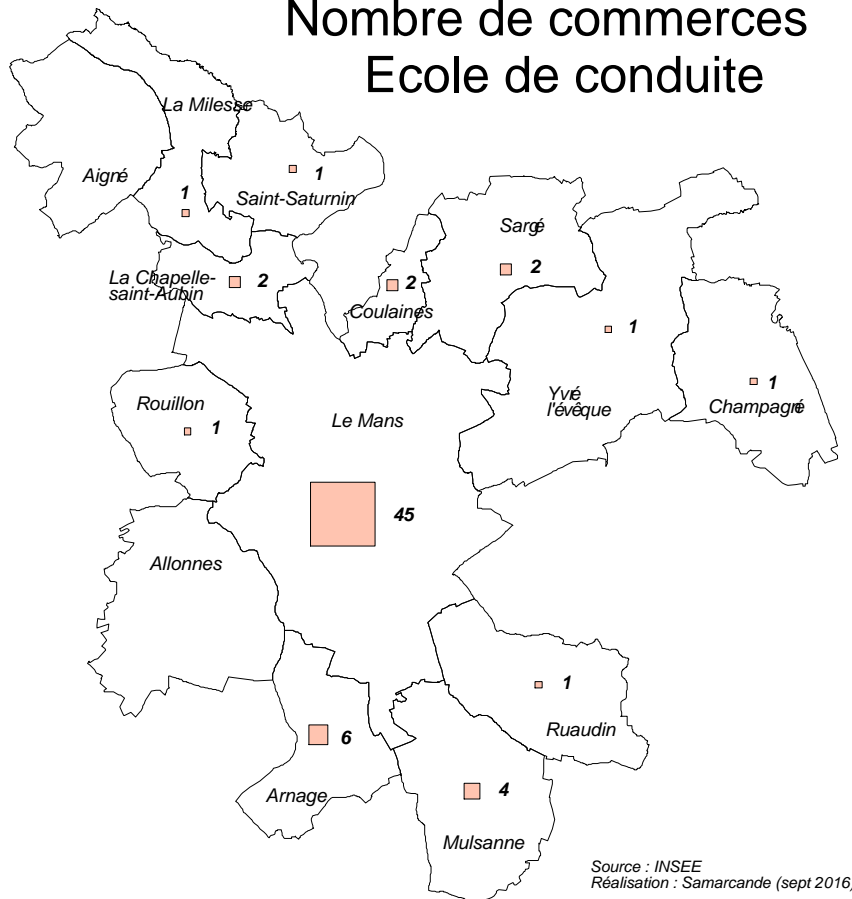 Nombre de commerces
Ecole de conduite
La Milesse
Aigné
1
Saint-Saturnin
1
Sargé
2
La Chapelle-
saint-Aubin
2
2
Coulaines
1
Yvré
l'évêque
1
Champagné
Rouillon
1
Le Mans
45
Allonnes
1
Ruaudin
6
Arnage
4
Mulsanne
Source : INSEE
Réalisation : Samarcande (sept 2016)